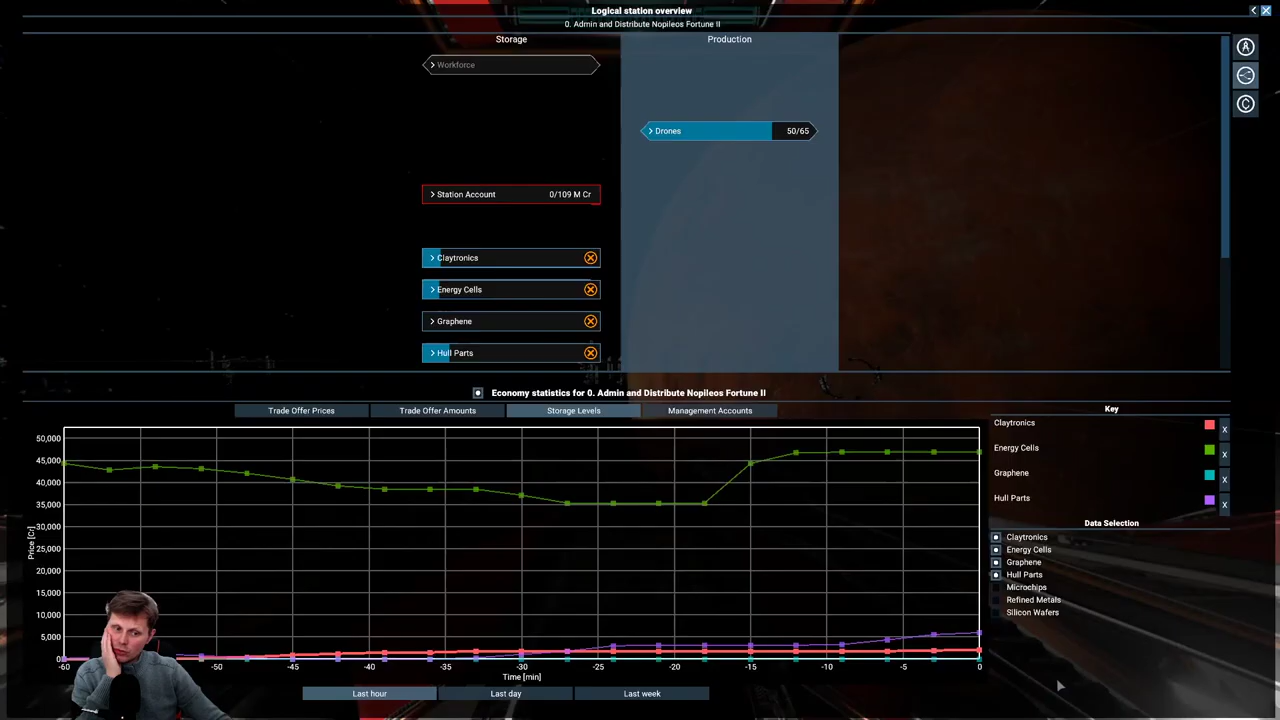 Logical station overview
0. Admin and Distribute Nopileos Fortune II
Storage
Production
Workforce
Drones 50/65
Station Account 0/109 M Cr
Claytronics
Energy Cells
Graphene
Hull Parts
Economy statistics for 0. Admin and Distribute Nopileos Fortune II
Trade Offer Prices
Trade Offer Amounts
Storage Levels
Management Accounts
Key
Claytronics X
Energy Cells X
Graphene X
Hull Parts X
Data Selection
Claytronics
Energy Cells
Graphene
Hull Parts
Microchips
Refined Metals
Silicon Wafers
Price [Cr]
50,000
45,000
40,000
35,000
30,000
25,000
20,000
15,000
10,000
5,000
0
-60 -50 -45 -40 -35 -30 -25 -20 -15 -10 -5 0
Time [min]
Last hour
Last day
Last week